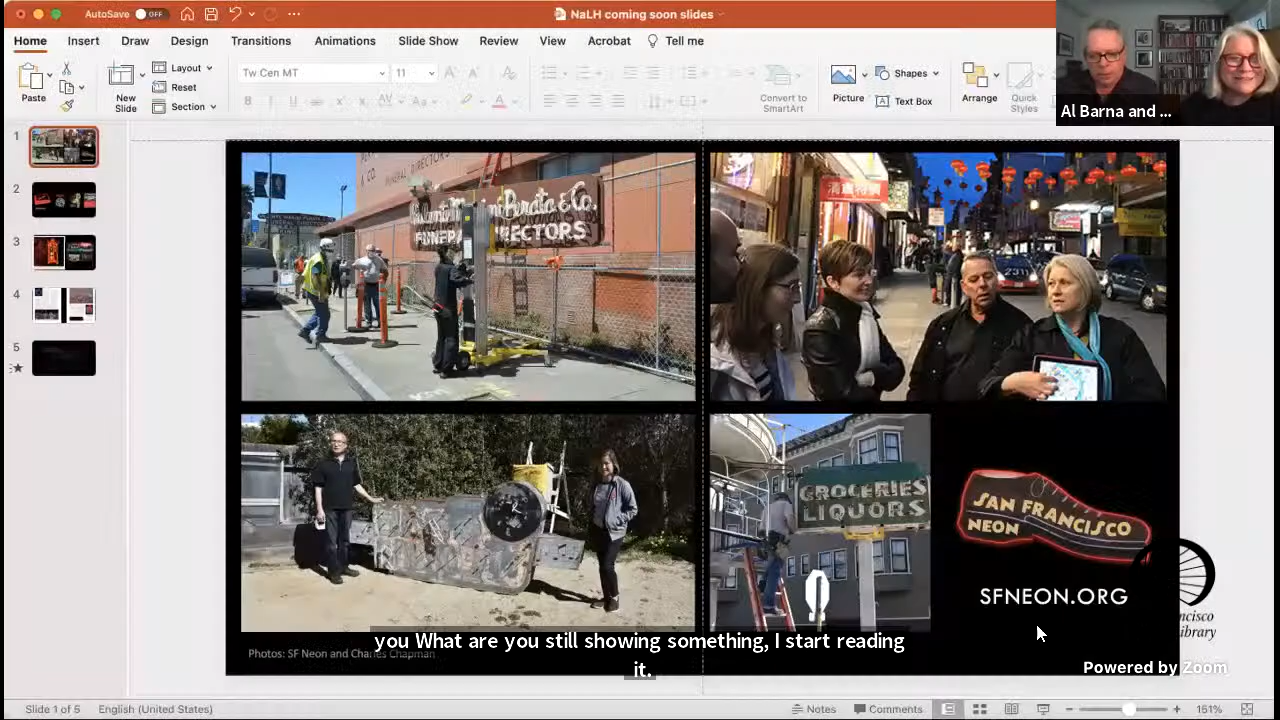 AutoSave
OFF
NaLH coming soon slides
Home
Insert
Draw
Design
Transitions
Animations
Slide Show
Review
View
Acrobat
Tell me
Paste
New
Slide
Layout
Reset
Section
Tw Cen MT
11
Convert to
SmartArt
Picture
Shapes
Text Box
Arrange
Quick
Styles
Al Barna and ...
1
2
3
4
5
& CO.
FUNERAL DIRECTORS
231
GROCERIES
LIQUORS
SAN FRANCISCO
NEON
SFNEON.ORG
Library
you What are you still showing something, I start reading
it.
Photos: SF Neon and Charles Chapman
Powered by Zoom
Slide 1 of 5
English (United States)
Notes
Comments
151%